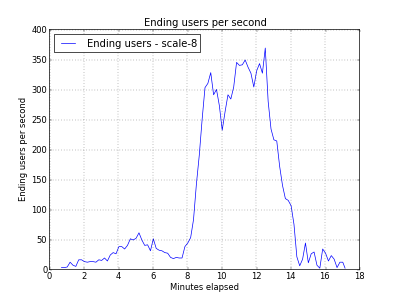 Ending users per second
400
Ending users - scale-8
350
300
250
200
150
100
50
0
Ending users per second
0 2 4 6 8 10 12 14 16 18
Minutes elapsed